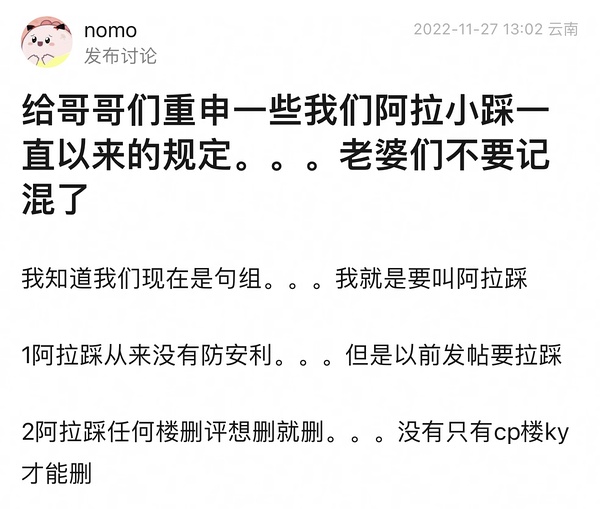 nomo
2022-11-27 13:02 云南
发布讨论
给哥哥们重申一些我们阿拉小踩一
直以来的规定。。。老婆们不要记
混了
我知道我们现在是句组。。。我就是要叫阿拉踩
1阿拉踩从来没有防安利。。。但是以前发帖要拉踩
2阿拉踩任何楼删评想删就删。。。没有只有cp楼ky
才能删